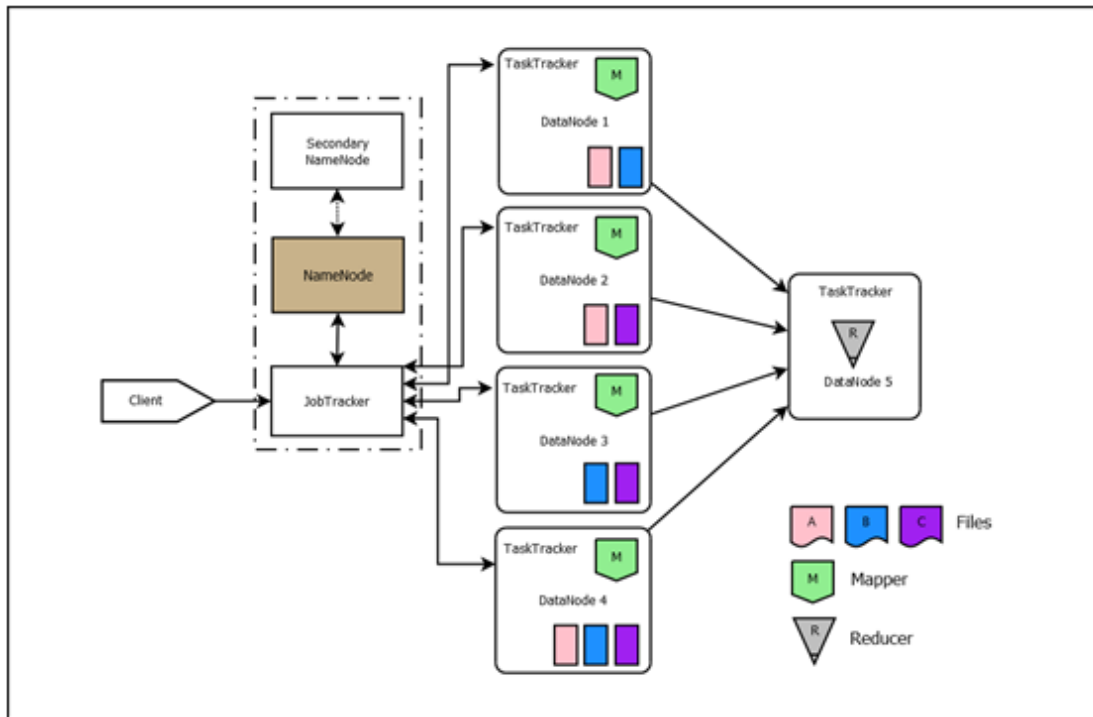 Secondary
NameNode
NameNode
JobTracker
Client
TaskTracker
M
DataNode 1
TaskTracker
M
DataNode 2
TaskTracker
M
DataNode 3
TaskTracker
M
DataNode 4
TaskTracker
R
DataNode 5
A B C Files
M Mapper
R Reducer